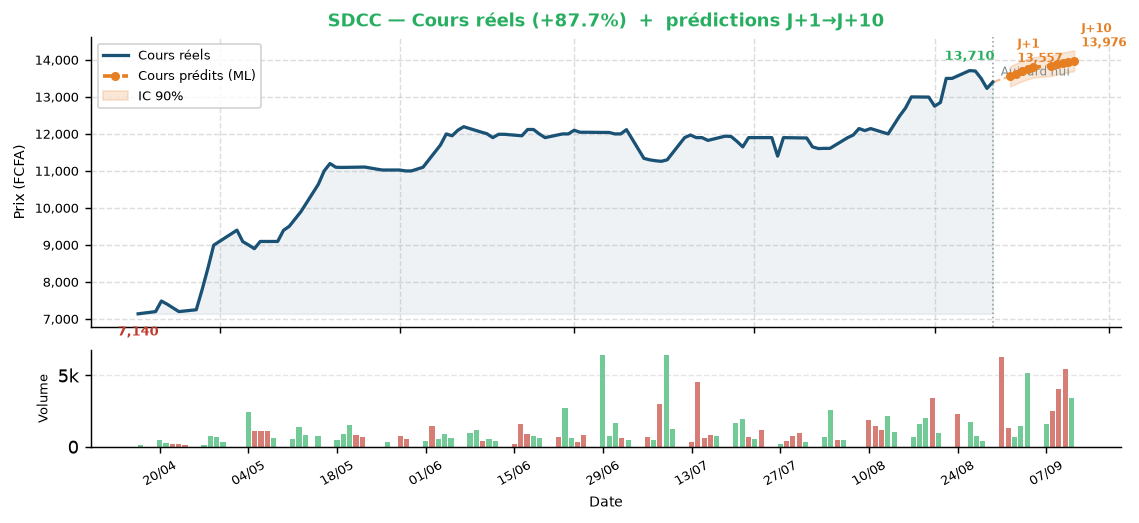 SDCC — Cours réels (+87.7%) + prédictions J+1→J+10
Cours réels
Cours prédits (ML)
IC 90%
13,710
J+1
13,557
J+10
13,976
Aujourd'hui
Prix (FCFA)
14,000
13,000
12,000
11,000
10,000
9,000
8,000
7,000
7,140
Volume
5k
0
20/04
04/05
18/05
01/06
15/06
29/06
13/07
27/07
10/08
24/08
07/09
Date